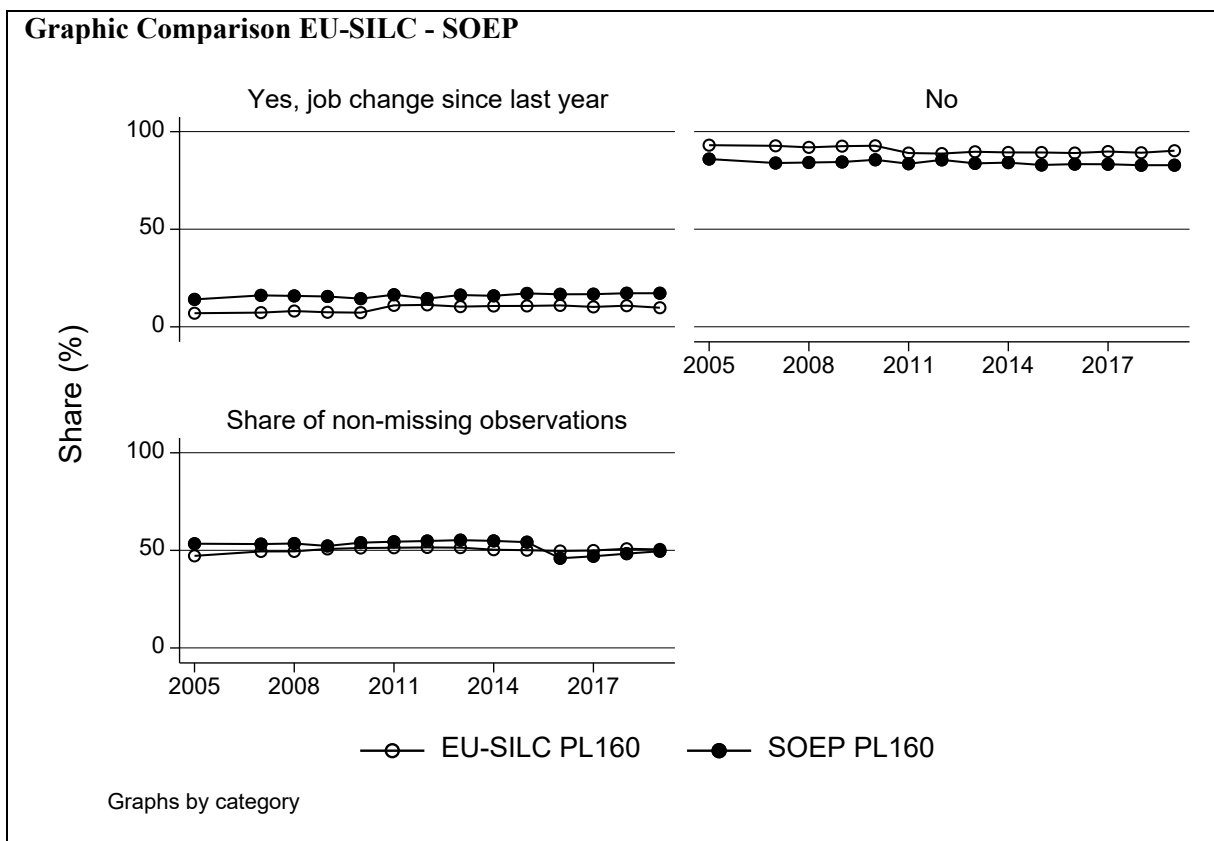 Graphic Comparison EU-SILC - SOEP
Yes, job change since last year
No
100
50
0
2005 2008 2011 2014 2017
Share (%)
Share of non-missing observations
100
50
0
2005 2008 2011 2014 2017
EU-SILC PL160 SOEP PL160
Graphs by category